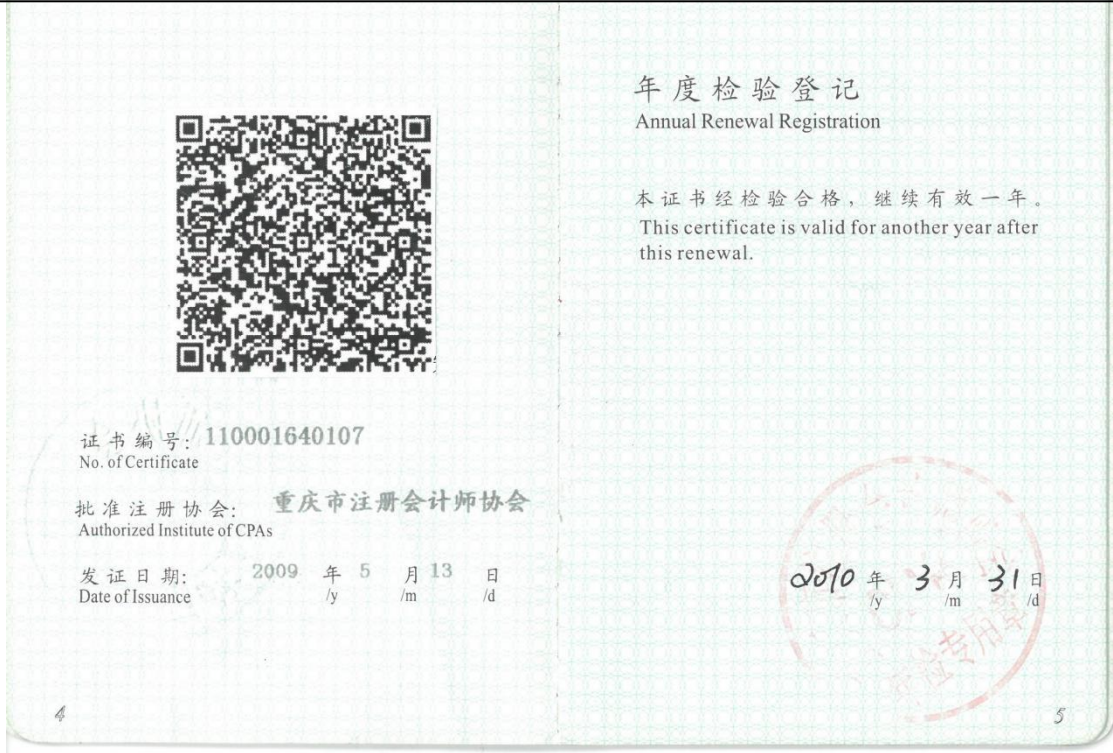 证书编号: 110001640107
No. of Certificate
批准注册协会: 重庆市注册会计师协会
Authorized Institute of CPAs
发证日期: 2009 年 5 月 13 日
Date of Issuance /y /m /d
4
年度检验登记
Annual Renewal Registration
本证书经检验合格，继续有效一年。
This certificate is valid for another year after
this renewal.
2010 年 3 月 31 日
/y /m /d
专用章
5